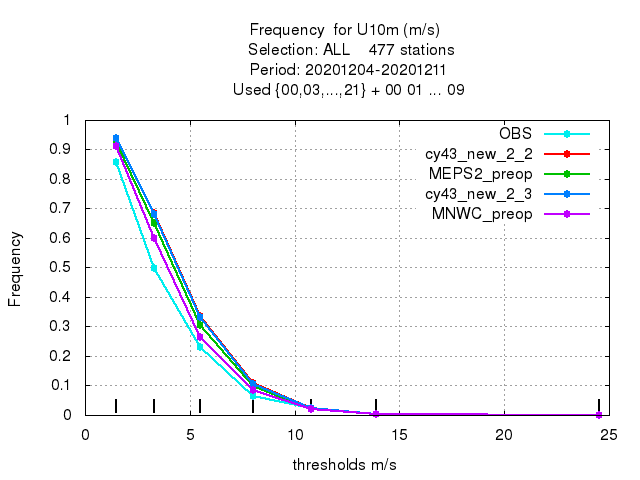 Frequency  for U10m (m/s)
Selection: ALL    477 stations
Period: 20201204-20201211
Used {00,03,...,21} + 00 01 ... 09
1
0.9
0.8
0.7
0.6
0.5
0.4
0.3
0.2
0.1
0
Frequency
OBS
cy43_new_2_2
MEPS2_preop
cy43_new_2_3
MNWC_preop
0 5 10 15 20 25
thresholds m/s